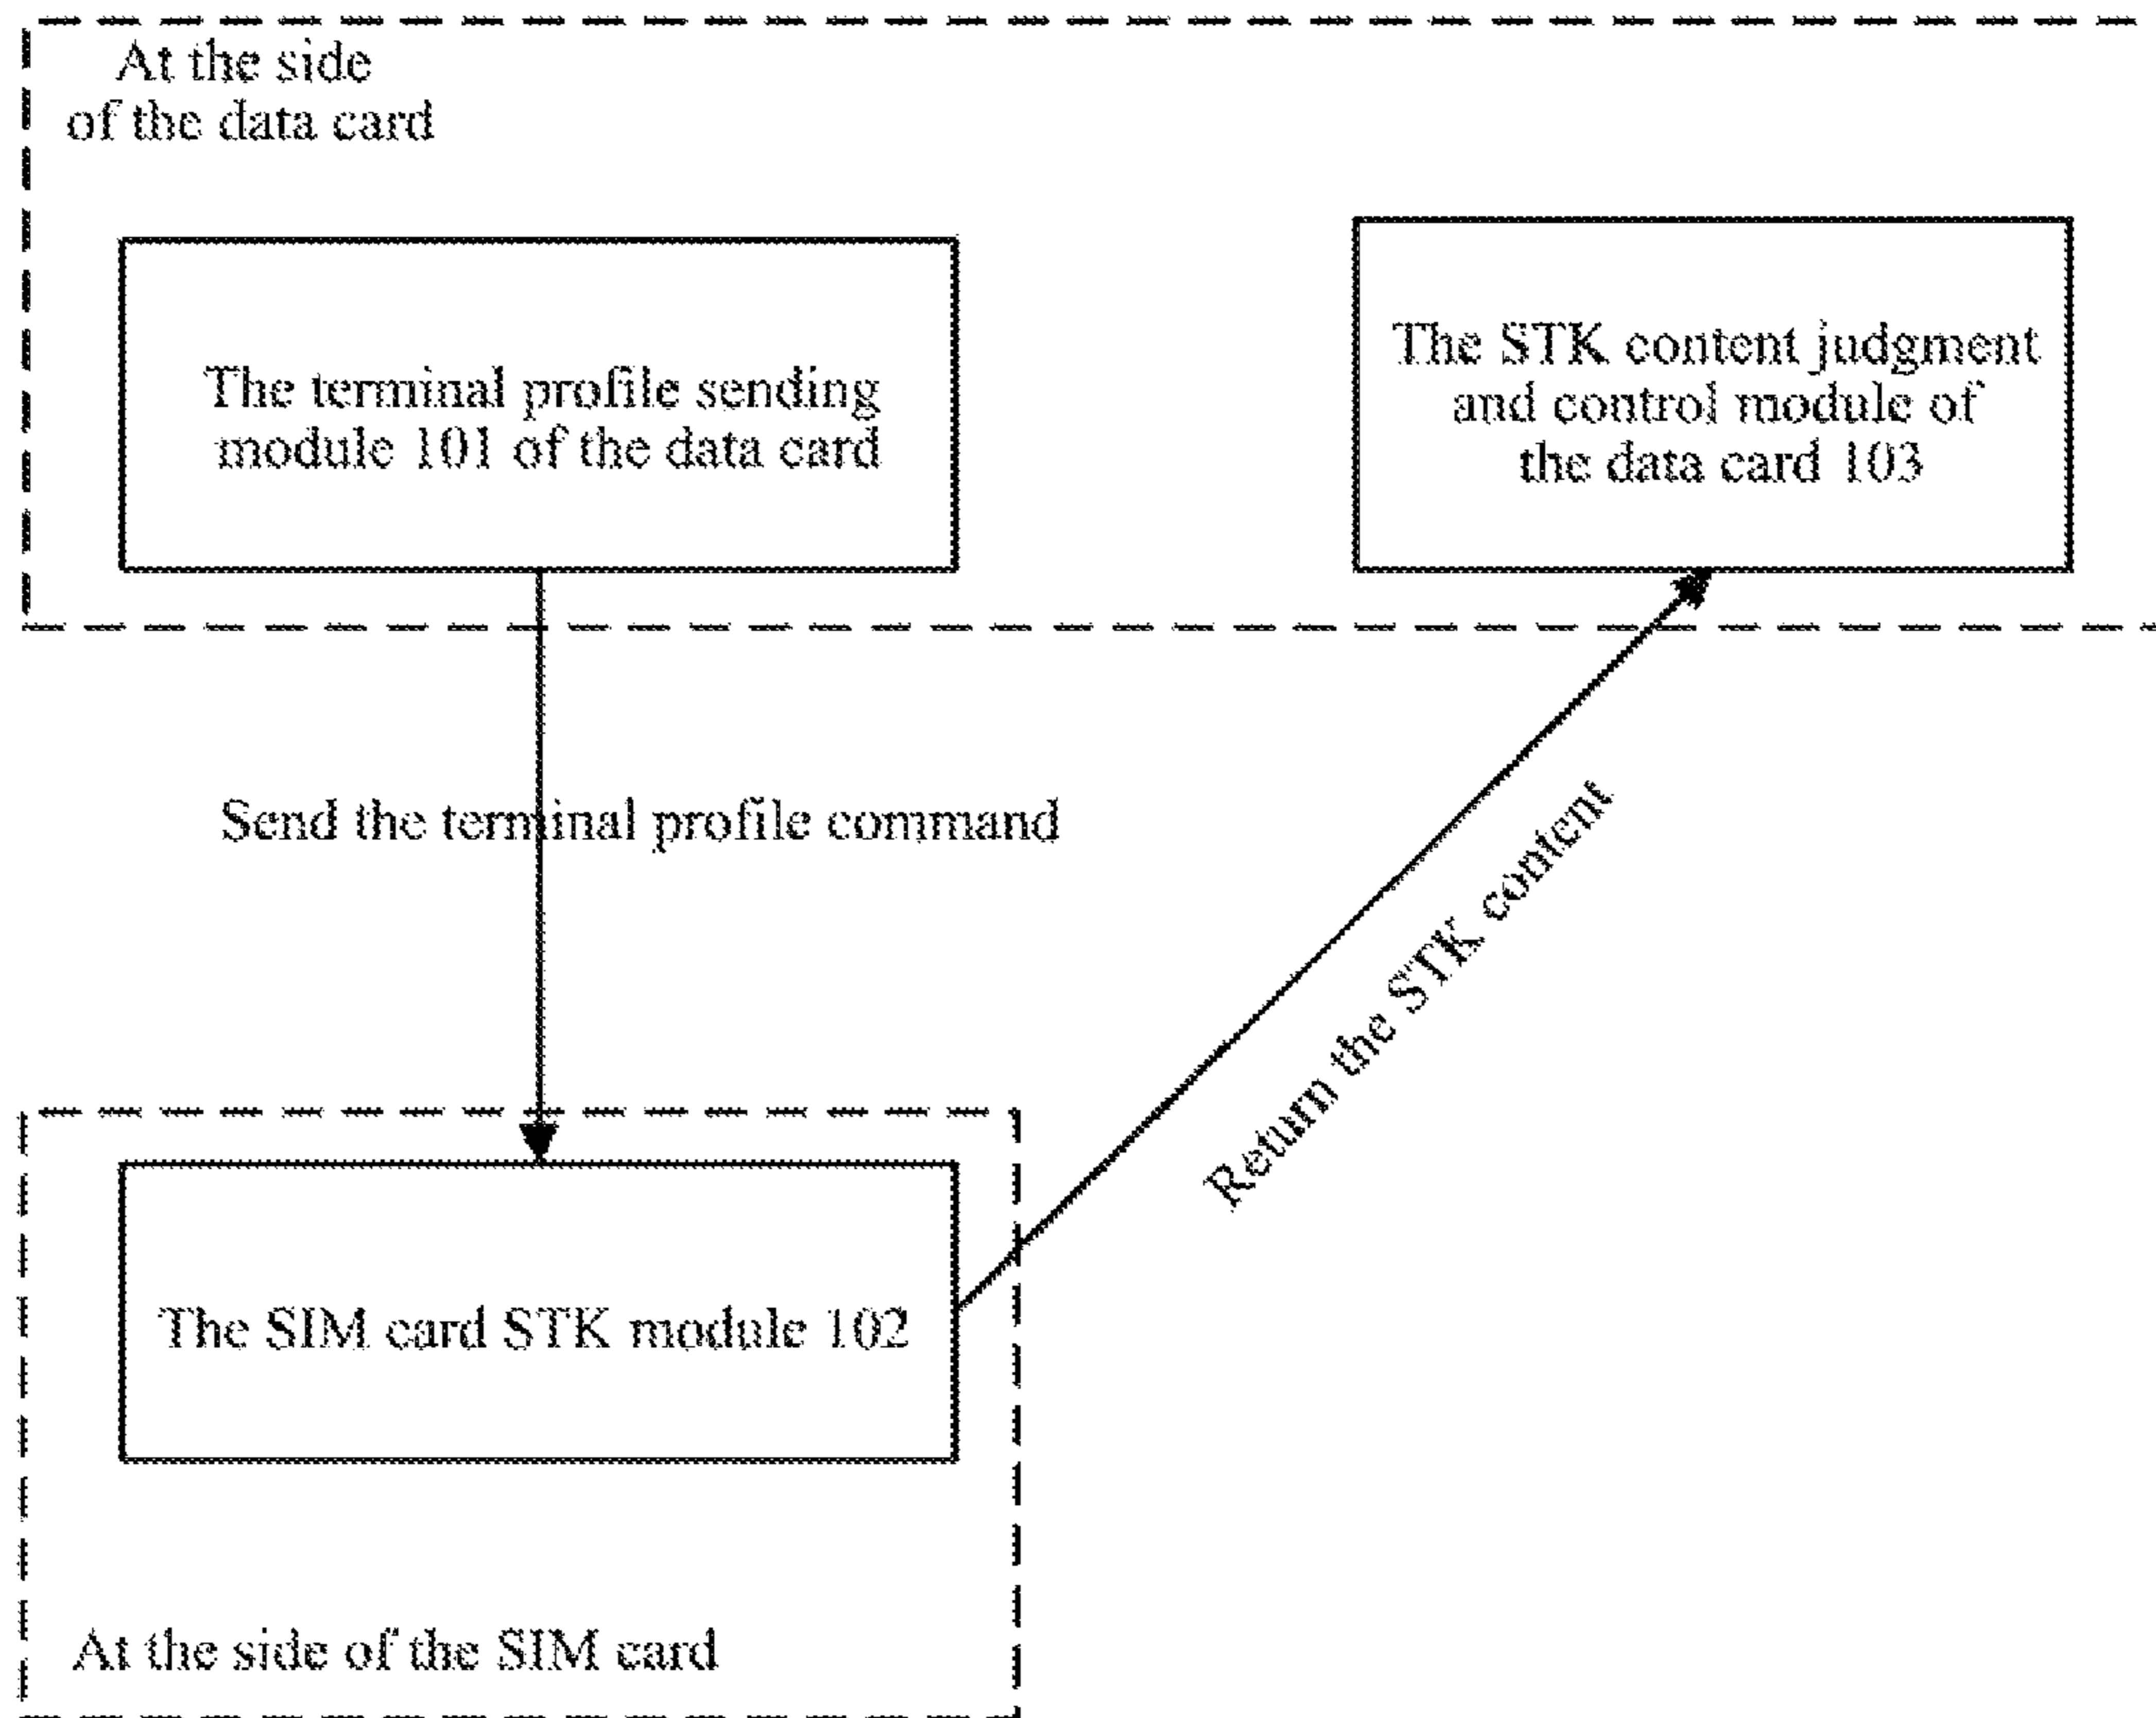 At the side
of the data card
The terminal profile sending
module 101 of the data card
The STK content judgment
and control module of
the data card 103
Send the terminal profile command
Return the STK content
The SIM card STK module 102
At the side of the SIM card